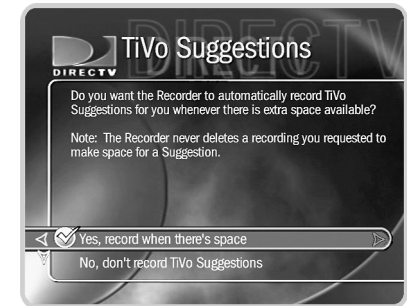 DIRECTV
TiVo Suggestions
DIRECTV
Do you want the Recorder to automatically record TiVo
Suggestions for you whenever there is extra space available?
Note: The Recorder never deletes a recording you requested to
make space for a Suggestion.
Yes, record when there's space
No, don't record TiVo Suggestions